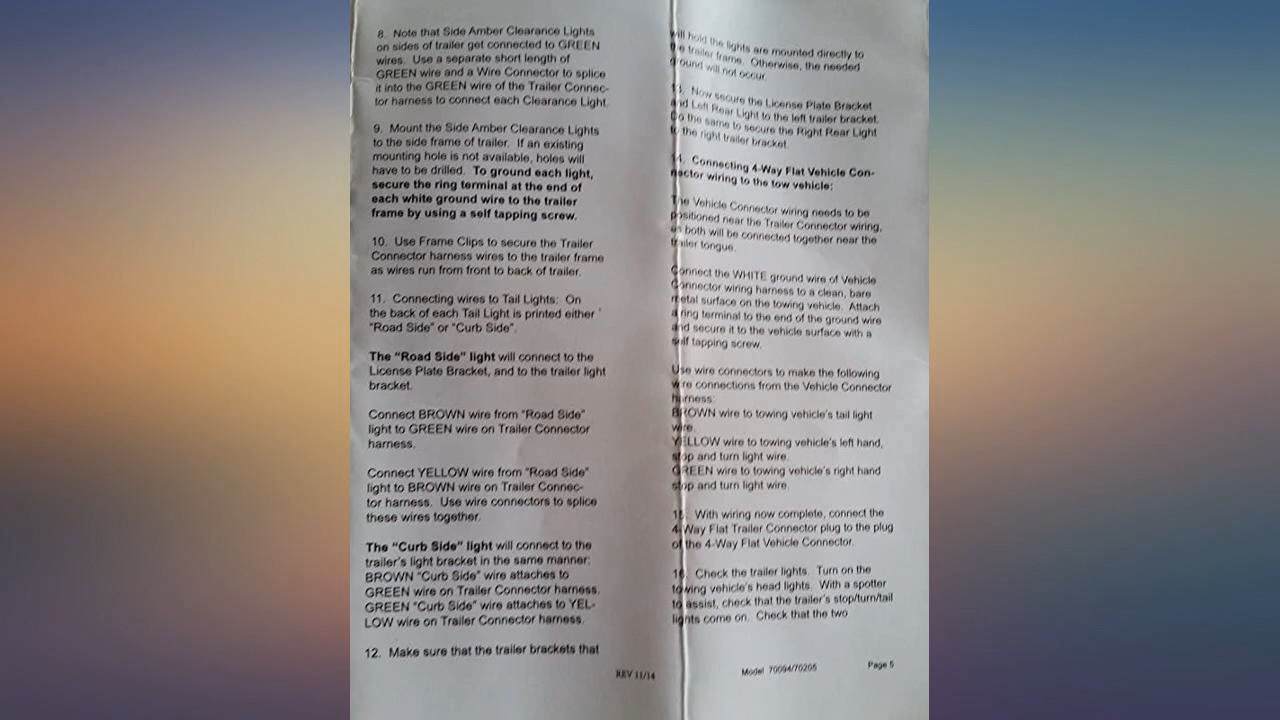 8. Note that Side Amber Clearance Lights
on sides of trailer get connected to GREEN
wires. Use a separate short length of
GREEN wire and a Wire Connector to splice
it into the GREEN wire of the Trailer Connec-
tor harness to connect each Clearance Light.
9. Mount the Side Amber Clearance Lights
to the side frame of trailer. If an existing
mounting hole is not available, holes will
have to be drilled. To ground each light,
secure the ring terminal at the end of
each white ground wire to the trailer
frame by using a self tapping screw.
10. Use Frame Clips to secure the Trailer
Connector harness wires to the trailer frame
as wires run from front to back of trailer.
11. Connecting wires to Tail Lights: On
the back of each Tail Light is printed either
"Road Side" or "Curb Side".
The "Road Side" light will connect to the
License Plate Bracket, and to the trailer light
bracket.
Connect BROWN wire from "Road Side"
light to GREEN wire on Trailer Connector
harness.
Connect YELLOW wire from "Road Side"
light to BROWN wire on Trailer Connec-
tor harness. Use wire connectors to splice
these wires together.
The "Curb Side" light will connect to the
trailer's light bracket in the same manner:
BROWN "Curb Side" wire attaches to
GREEN wire on Trailer Connector harness.
GREEN "Curb Side" wire attaches to YEL-
LOW wire on Trailer Connector harness.
12. Make sure that the trailer brackets that
will hold the lights are mounted directly to
the trailer frame. Otherwise, the needed
ground will not occur.
13. Now secure the License Plate Bracket
and Left Rear Light to the left trailer bracket.
Do the same to secure the Right Rear Light
to the right trailer bracket.
14. Connecting 4-Way Flat Vehicle Con-
nector wiring to the tow vehicle:
The Vehicle Connector wiring needs to be
positioned near the Trailer Connector wiring,
as both will be connected together near the
trailer tongue.
Connect the WHITE ground wire of Vehicle
Connector wiring harness to a clean, bare
metal surface on the towing vehicle. Attach
a ring terminal to the end of the ground wire
and secure it to the vehicle surface with a
self tapping screw.
Use wire connectors to make the following
wire connections from the Vehicle Connector
harness:
BROWN wire to towing vehicle's tail light
wire.
YELLOW wire to towing vehicle's left hand,
stop and turn light wire.
GREEN wire to towing vehicle's right hand
stop and turn light wire.
15. With wiring now complete, connect the
4-Way Flat Trailer Connector plug to the plug
of the 4-Way Flat Vehicle Connector.
16. Check the trailer lights. Turn on the
towing vehicle's head lights. With a spotter
to assist, check that the trailer's stop/turn/tail
lights come on. Check that the two
REV 11/14
Model 70094/70205
Page 5